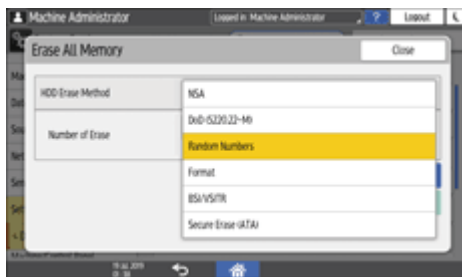 Machine Administrator
Logged in: Machine Administrator
?
Logout
Erase All Memory
Close
HDD Erase Method
NSA
DoD (5220.22-M)
Number of Erase
Random Numbers
Format
BSI/VSITR
Secure Erase (ATA)